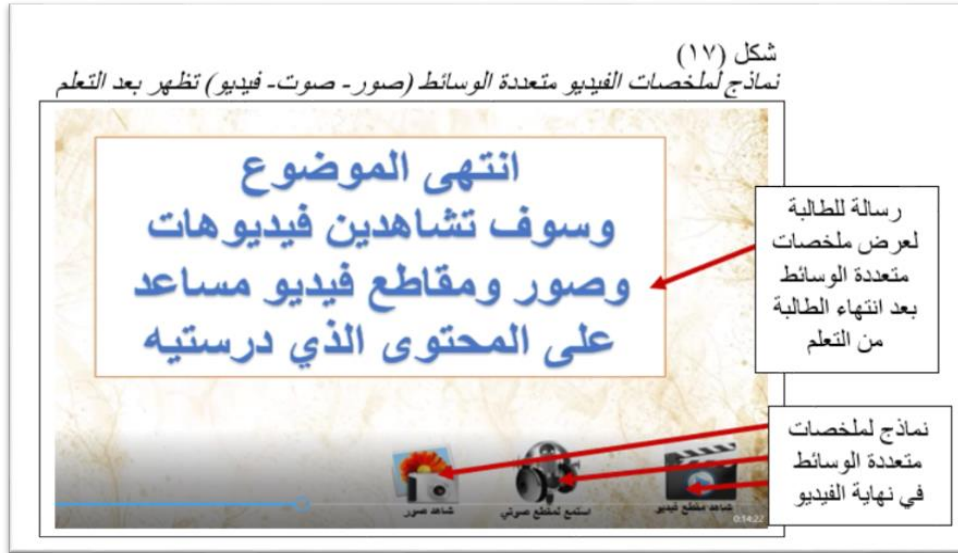 شكل (١٧)
نماذج لملخصات الفيديو متعددة الوسائط (صور- صوت- فيديو) تظهر بعد التعلم
انتهى الموضوع
وسوف تشاهدين فيديوهات
وصور ومقاطع فيديو مساعد
على المحتوى الذي درستيه
رسالة للطالبة
لعرض ملخصات
متعددة الوسائط
بعد انتهاء الطالبة
من التعلم
نماذج لملخصات
متعددة الوسائط
في نهاية الفيديو
شاهد مقطع فيديو
استمع لمقطع صوتي
شاهد صور
0:14:22